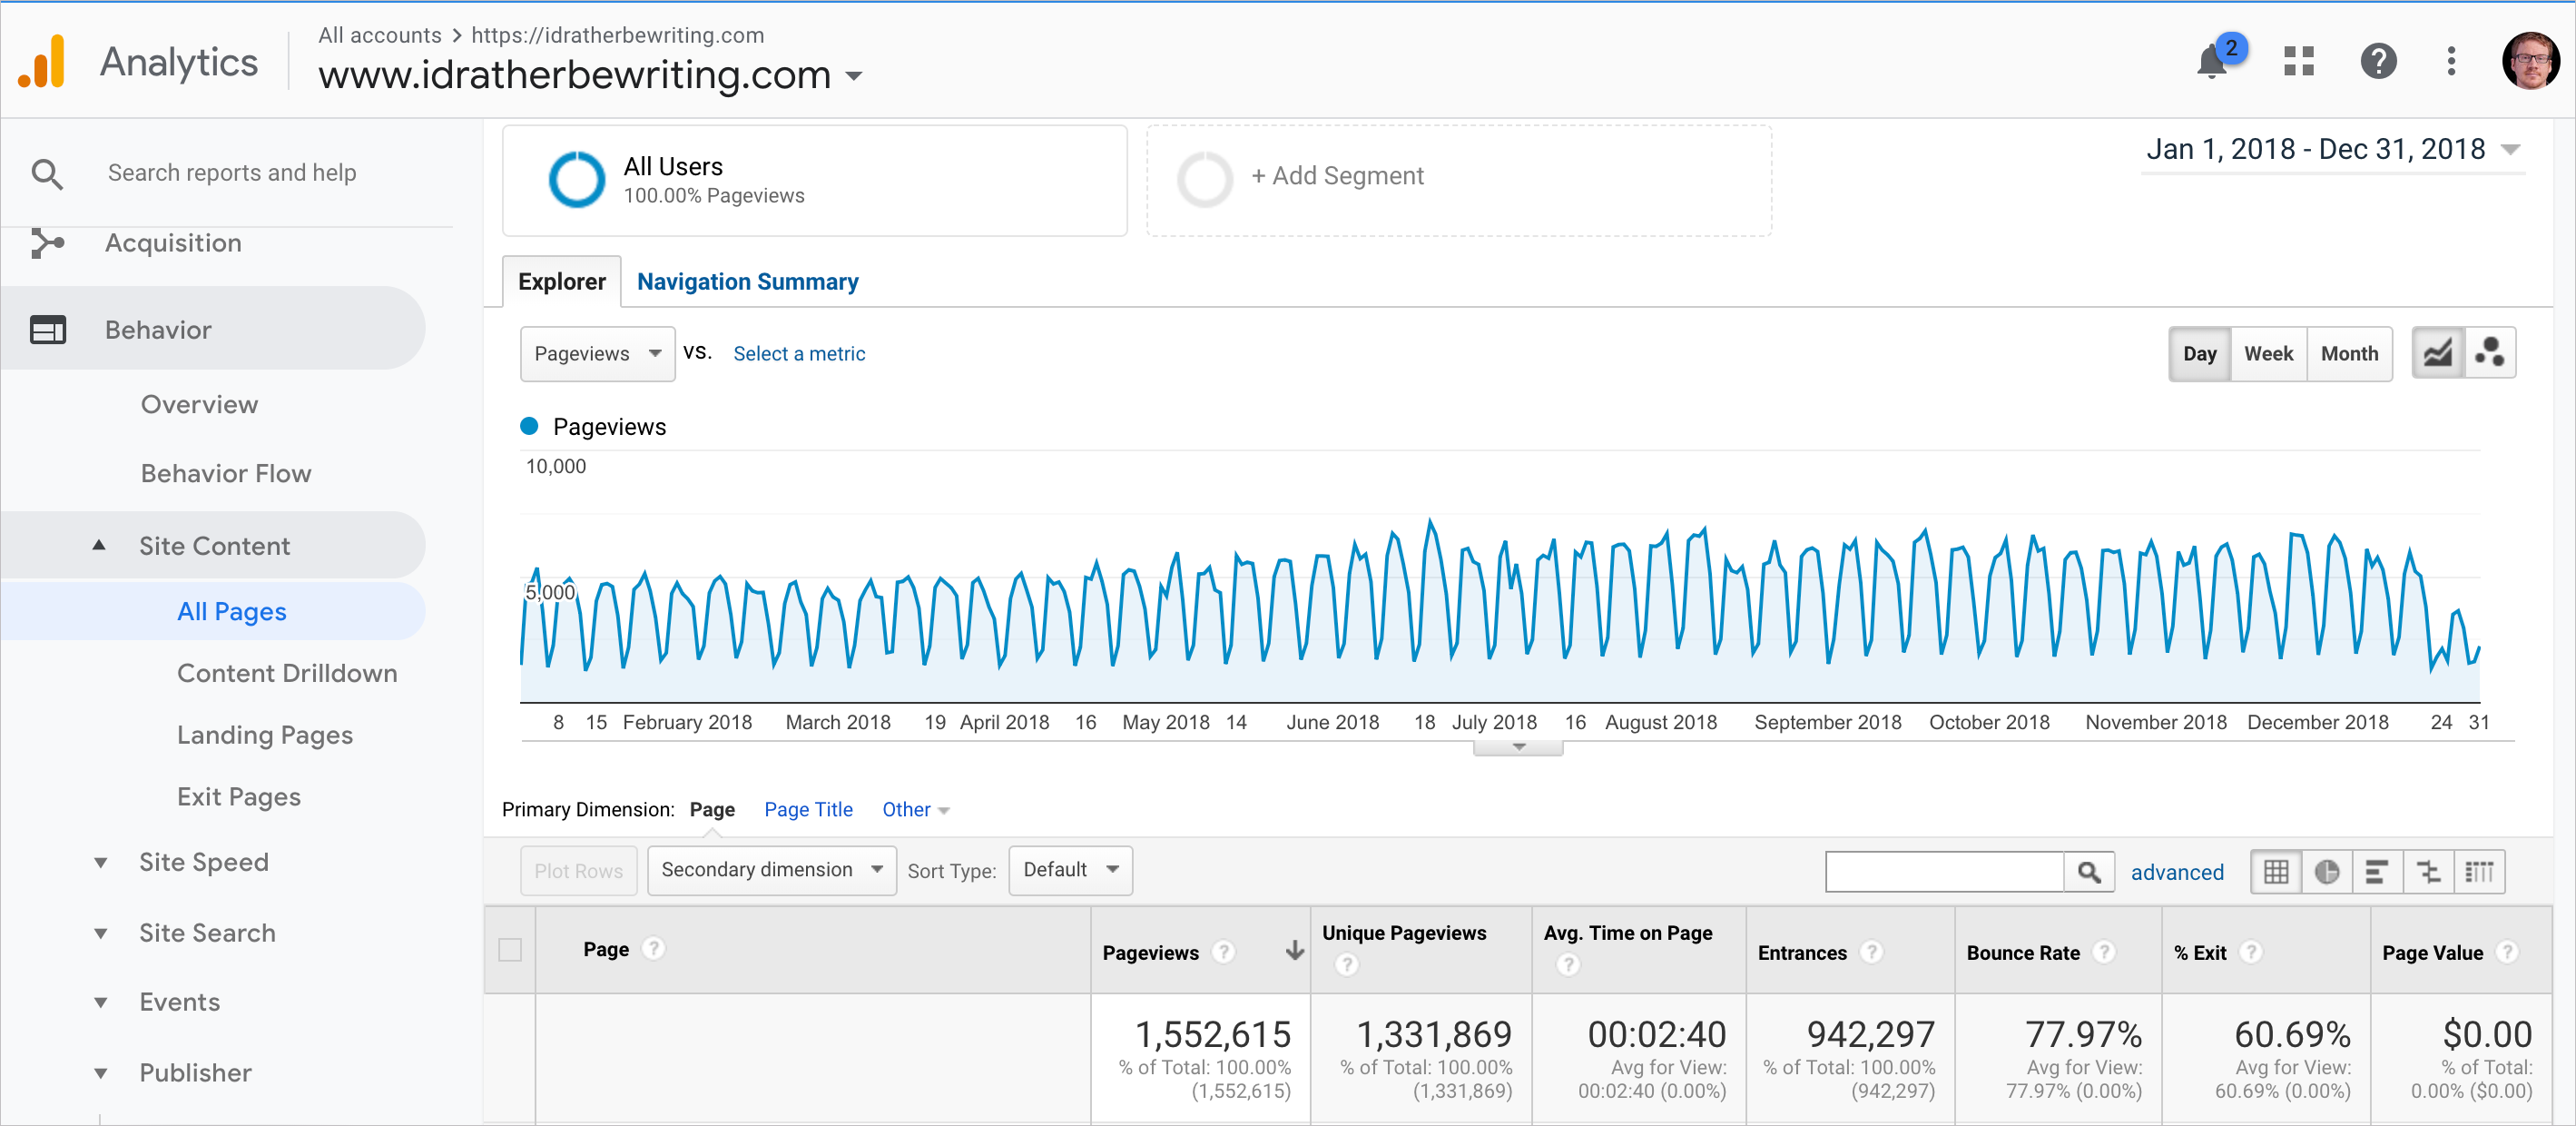 Analytics
All accounts > https://idratherbewriting.com
www.idratherbewriting.com
2
Search reports and help
Acquisition
Behavior
Overview
Behavior Flow
Site Content
All Pages
Content Drilldown
Landing Pages
Exit Pages
Site Speed
Site Search
Events
Publisher
All Users
100.00% Pageviews
+ Add Segment
Jan 1, 2018 - Dec 31, 2018
Explorer
Navigation Summary
Pageviews VS. Select a metric
Day Week Month
Pageviews
10,000
5,000
8 15 February 2018 March 2018 19 April 2018 16 May 2018 14 June 2018 18 July 2018 16 August 2018 September 2018 October 2018 November 2018 December 2018 24 31
Primary Dimension: Page Page Title Other
Plot Rows Secondary dimension Sort Type: Default advanced
Page ? Pageviews ? Unique Pageviews ? Avg. Time on Page ? Entrances ? Bounce Rate ? % Exit ? Page Value ?
1,552,615 1,331,869 00:02:40 942,297 77.97% 60.69% $0.00
% of Total: 100.00% % of Total: 100.00% Avg for View: % of Total: 100.00% Avg for View: Avg for View: % of Total:
(1,552,615) (1,331,869) 00:02:40 (0.00%) (942,297) 77.97% (0.00%) 60.69% (0.00%) 0.00% ($0.00)